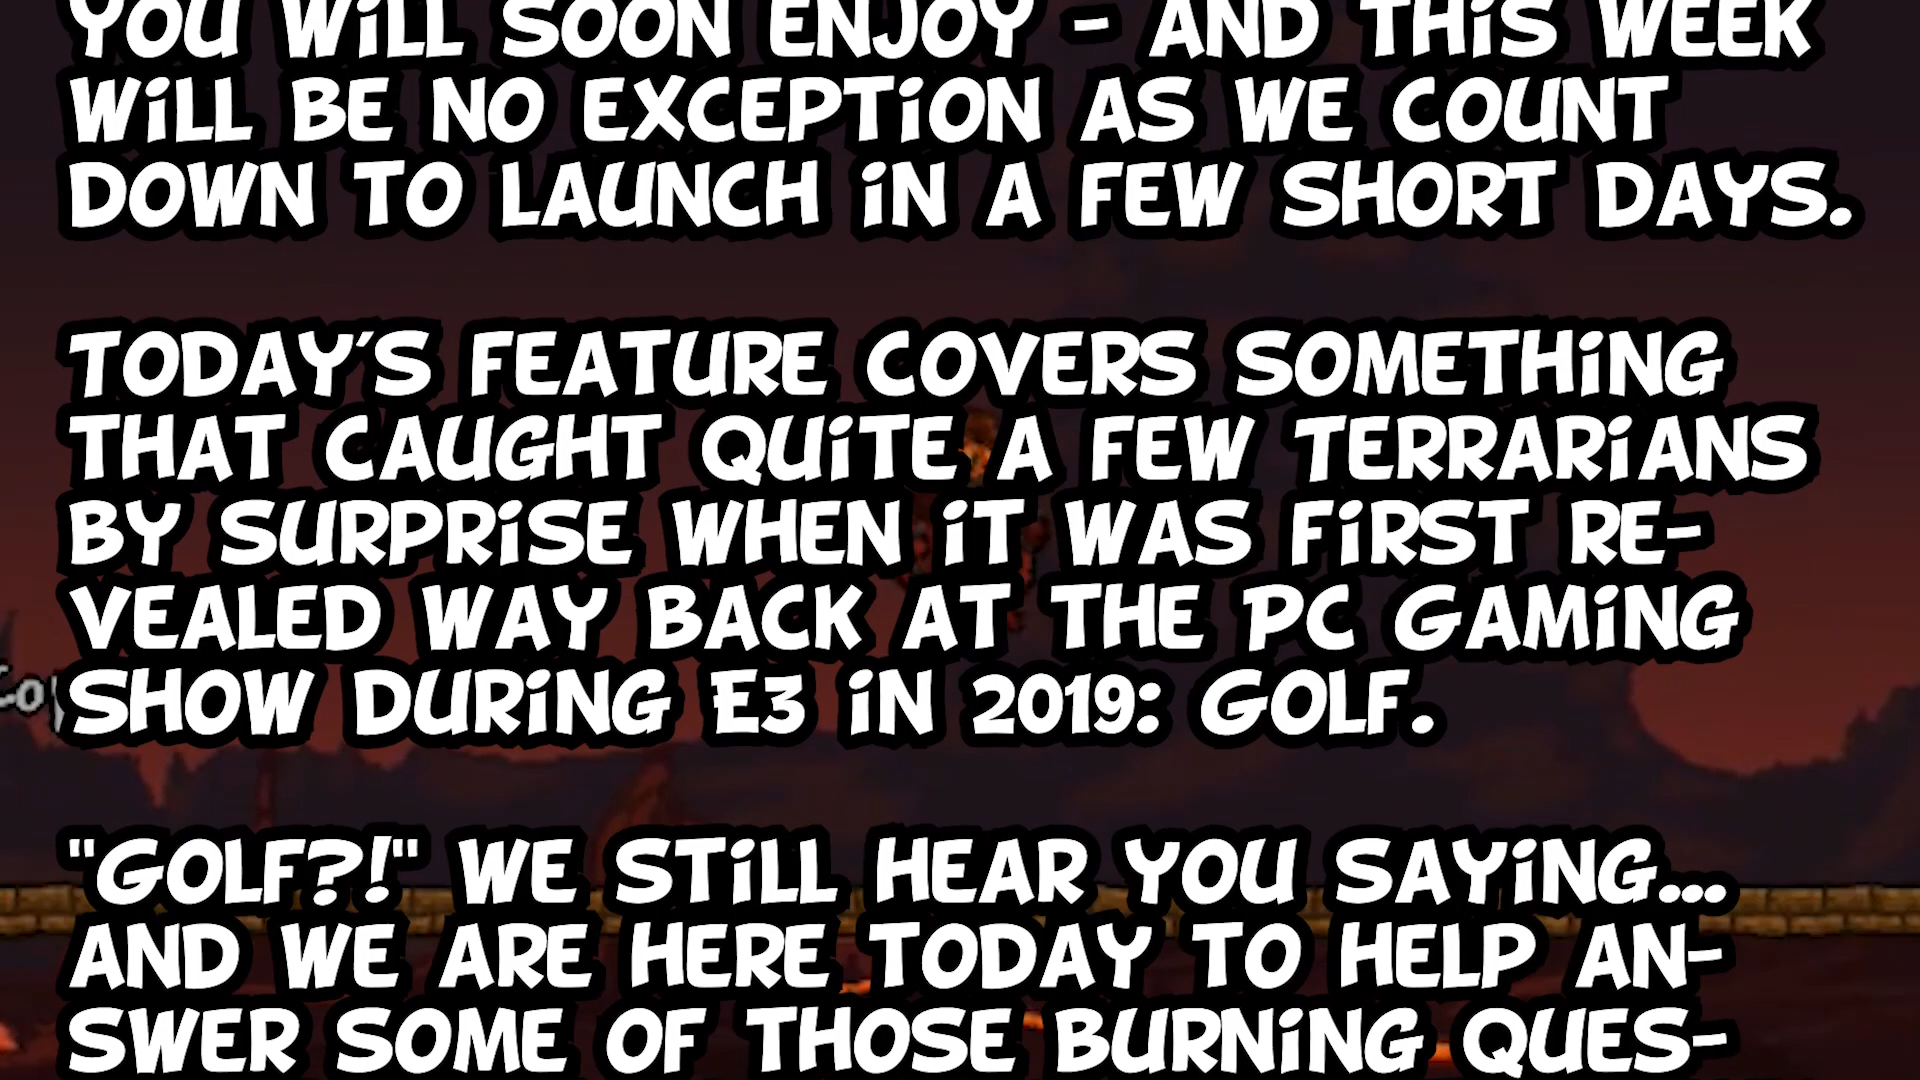 YOU WiLL SOON ENJOY - AND THiS WEEK
WiLL BE NO EXCEPTiON AS WE COUNT
DOWN TO LAUNCH iN A FEW SHORT DAYS.
TODAY'S FEATURE COVERS SOMETHiNG
THAT CAUGHT QUiTE A FEW TERRARiANS
BY SURPRiSE WHEN iT WAS FiRST RE-
VEALED WAY BACK AT THE PC GAMiNG
SHOW DURiNG E3 iN 2019: GOLF.
"GOLF?!" WE STiLL HEAR YOU SAYiNG...
AND WE ARE HERE TODAY TO HELP AN-
SWER SOME OF THOSE BURNiNG QUES-